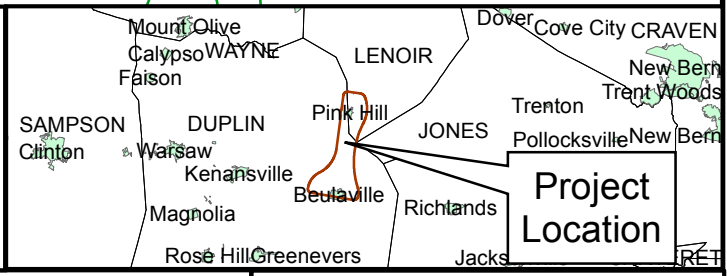 Mount Olive
Dover
Cove City
CRAVEN
Calypso
WAYNE
LENOIR
New Bern
Faison
Trent Woods
Pink Hill
Trenton
SAMPSON
DUPLIN
JONES
Pollocksville
New Bern
Clinton
Warsaw
Kenansville
Project
Location
Beulaville
Magnolia
Richlands
Rose Hill
Greenevers